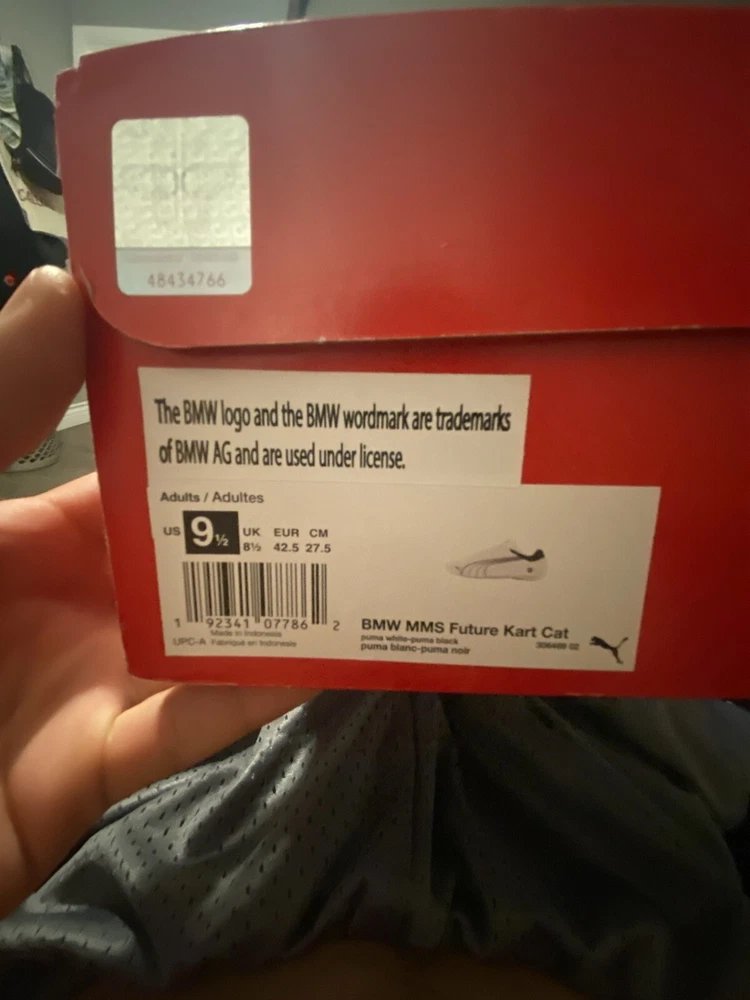 48434766
The BMW logo and the BMW wordmark are trademarks
of BMW AG and are used under license.
Adults / Adultes
US 9½ UK EUR CM
8½ 42.5 27.5
1 92341 07786 2
Made in Indonesia
UPC-A Fabriqué en Indonésie
BMW MMS Future Kart Cat
puma white-puma black
puma blanc-puma noir